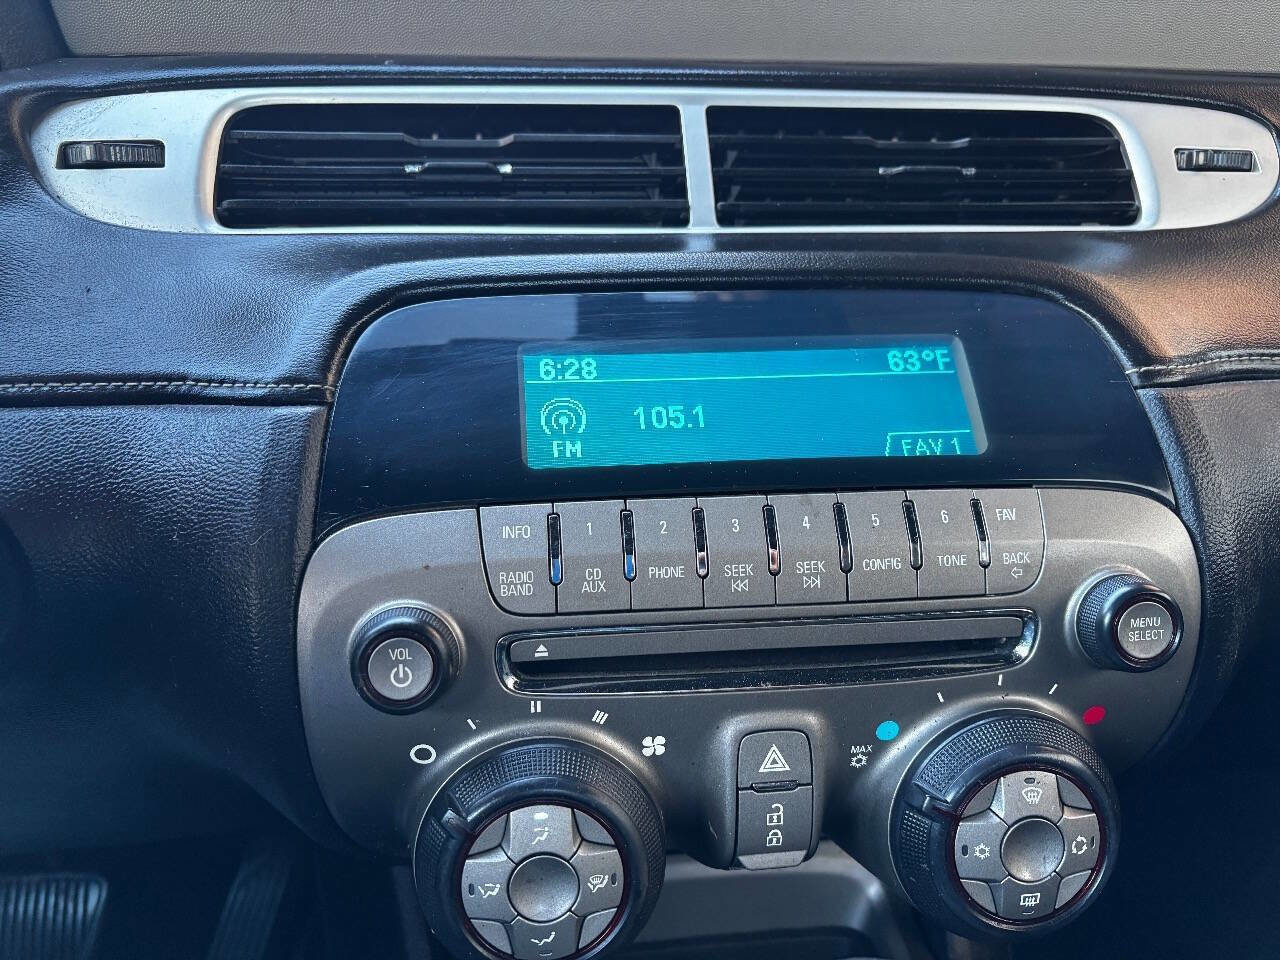 6:28 63°F
105.1
FM FAV 1
INFO 1 2 3 4 5 6 FAV
RADIO BAND CD AUX PHONE SEEK SEEK CONFIG TONE BACK
VOL
MENU
SELECT
MAX